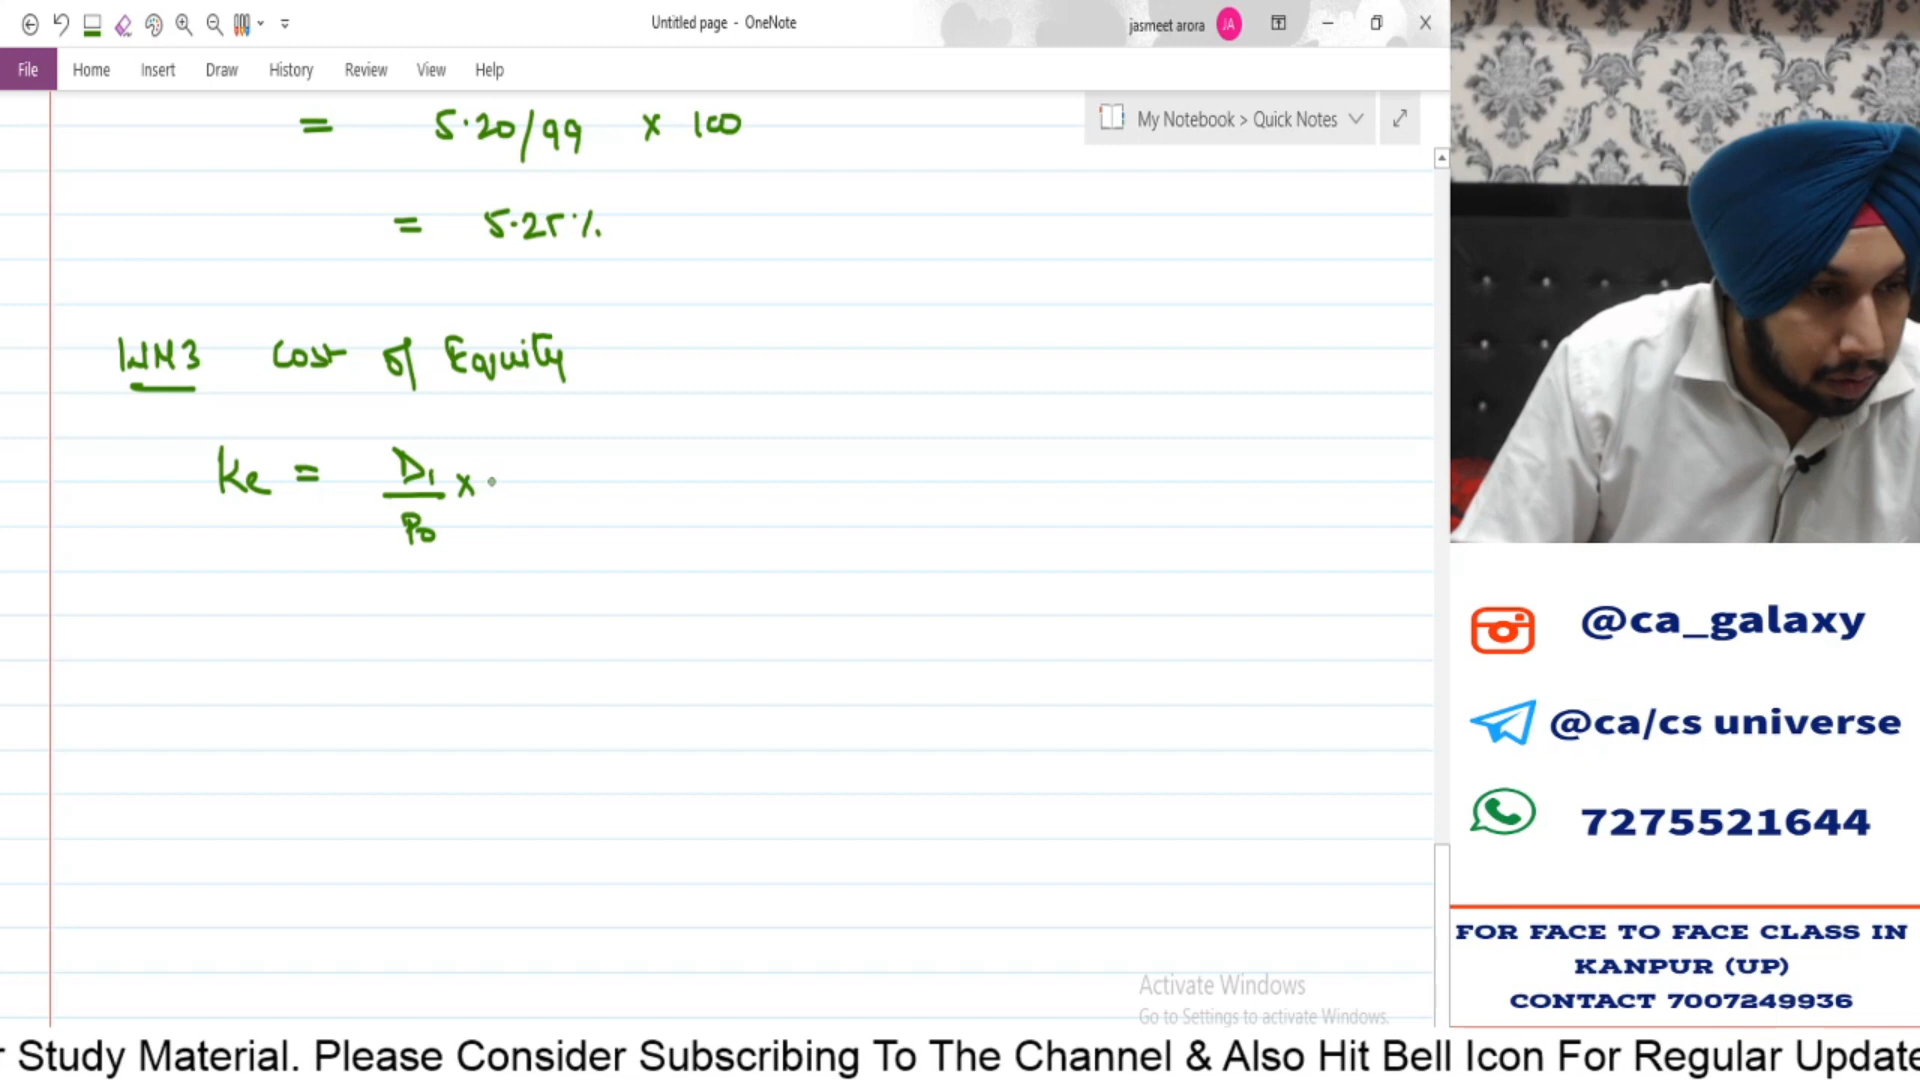 Untitled page - OneNote
jasmeet arora JA
File Home Insert Draw History Review View Help
My Notebook > Quick Notes
= 5.20/99 x 100
= 5.25%
WN3 Cost of Equity
Ke = D1 x
P0
@ca_galaxy
@ca/cs universe
7275521644
FOR FACE TO FACE CLASS IN
KANPUR (UP)
CONTACT 7007249936
Activate Windows
Go to Settings to activate Windows.
r Study Material. Please Consider Subscribing To The Channel & Also Hit Bell Icon For Regular Update